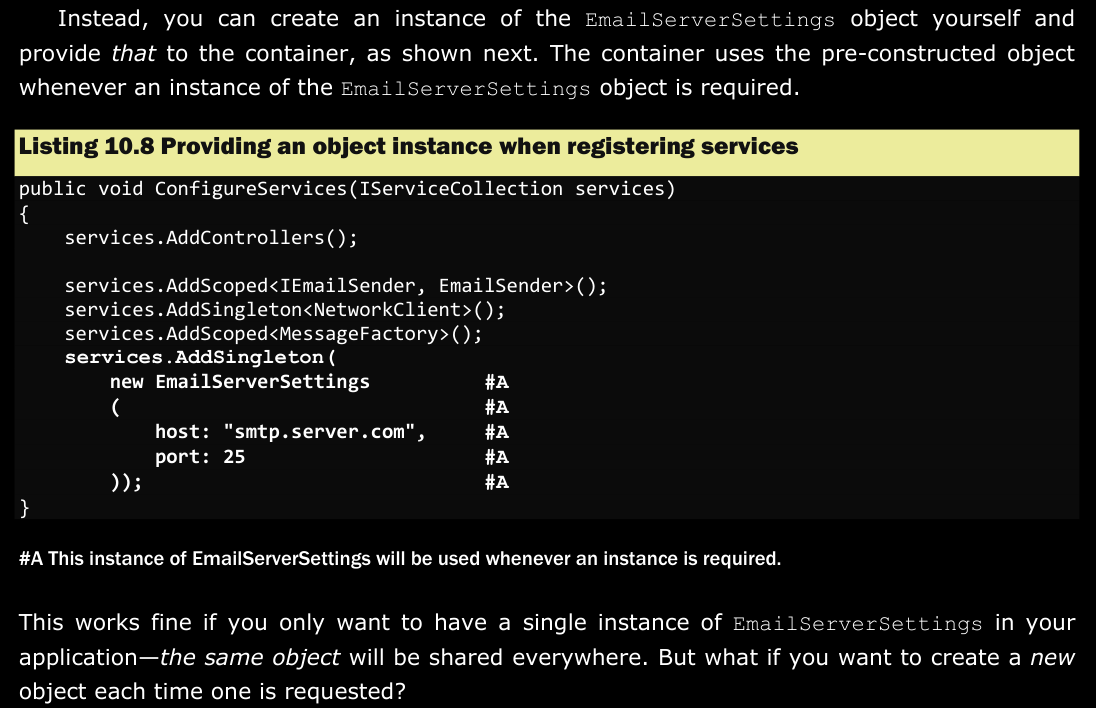 Instead, you can create an instance of the EmailServerSettings object yourself and
provide that to the container, as shown next. The container uses the pre-constructed object
whenever an instance of the EmailServerSettings object is required.
Listing 10.8 Providing an object instance when registering services
public void ConfigureServices(IServiceCollection services)
{
    services.AddControllers();
    services.AddScoped<IEmailSender, EmailSender>();
    services.AddSingleton<NetworkClient>();
    services.AddScoped<MessageFactory>();
    services.AddSingleton(
        new EmailServerSettings          #A
        (                                #A
            host: "smtp.server.com",     #A
            port: 25                     #A
        ));                              #A
}
#A This instance of EmailServerSettings will be used whenever an instance is required.
This works fine if you only want to have a single instance of EmailServerSettings in your
application—the same object will be shared everywhere. But what if you want to create a new
object each time one is requested?